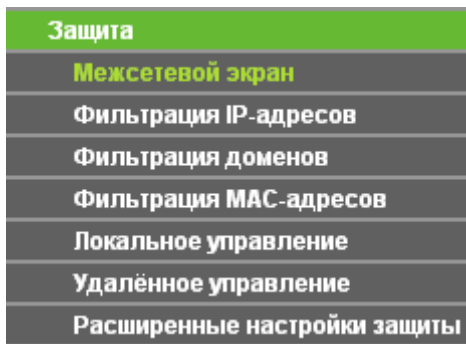 Защита
Межсетевой экран
Фильтрация IP-адресов
Фильтрация доменов
Фильтрация MAC-адресов
Локальное управление
Удалённое управление
Расширенные настройки защиты